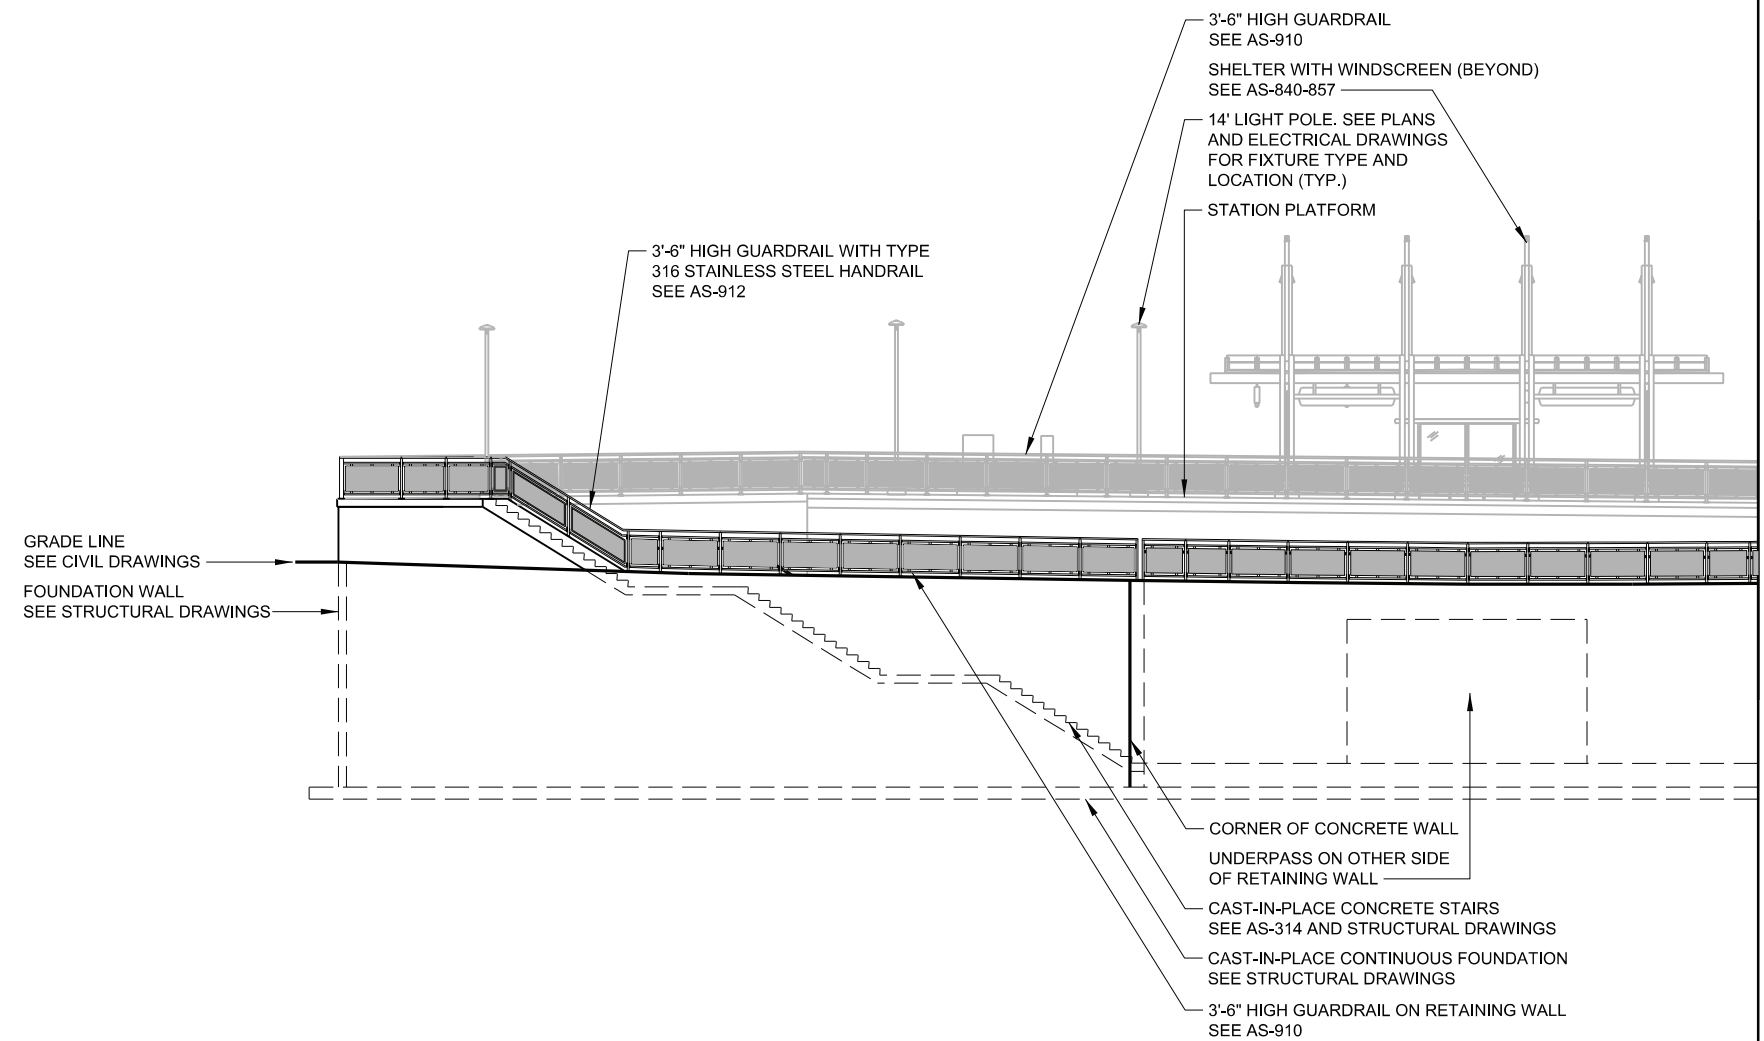 3'-6" HIGH GUARDRAIL
SEE AS-910
SHELTER WITH WINDSCREEN (BEYOND)
SEE AS-840-857
14' LIGHT POLE. SEE PLANS
AND ELECTRICAL DRAWINGS
FOR FIXTURE TYPE AND
LOCATION (TYP.)
STATION PLATFORM
3'-6" HIGH GUARDRAIL WITH TYPE
316 STAINLESS STEEL HANDRAIL
SEE AS-912
GRADE LINE
SEE CIVIL DRAWINGS
FOUNDATION WALL
SEE STRUCTURAL DRAWINGS
CORNER OF CONCRETE WALL
UNDERPASS ON OTHER SIDE
OF RETAINING WALL
CAST-IN-PLACE CONCRETE STAIRS
SEE AS-314 AND STRUCTURAL DRAWINGS
CAST-IN-PLACE CONTINUOUS FOUNDATION
SEE STRUCTURAL DRAWINGS
3'-6" HIGH GUARDRAIL ON RETAINING WALL
SEE AS-910